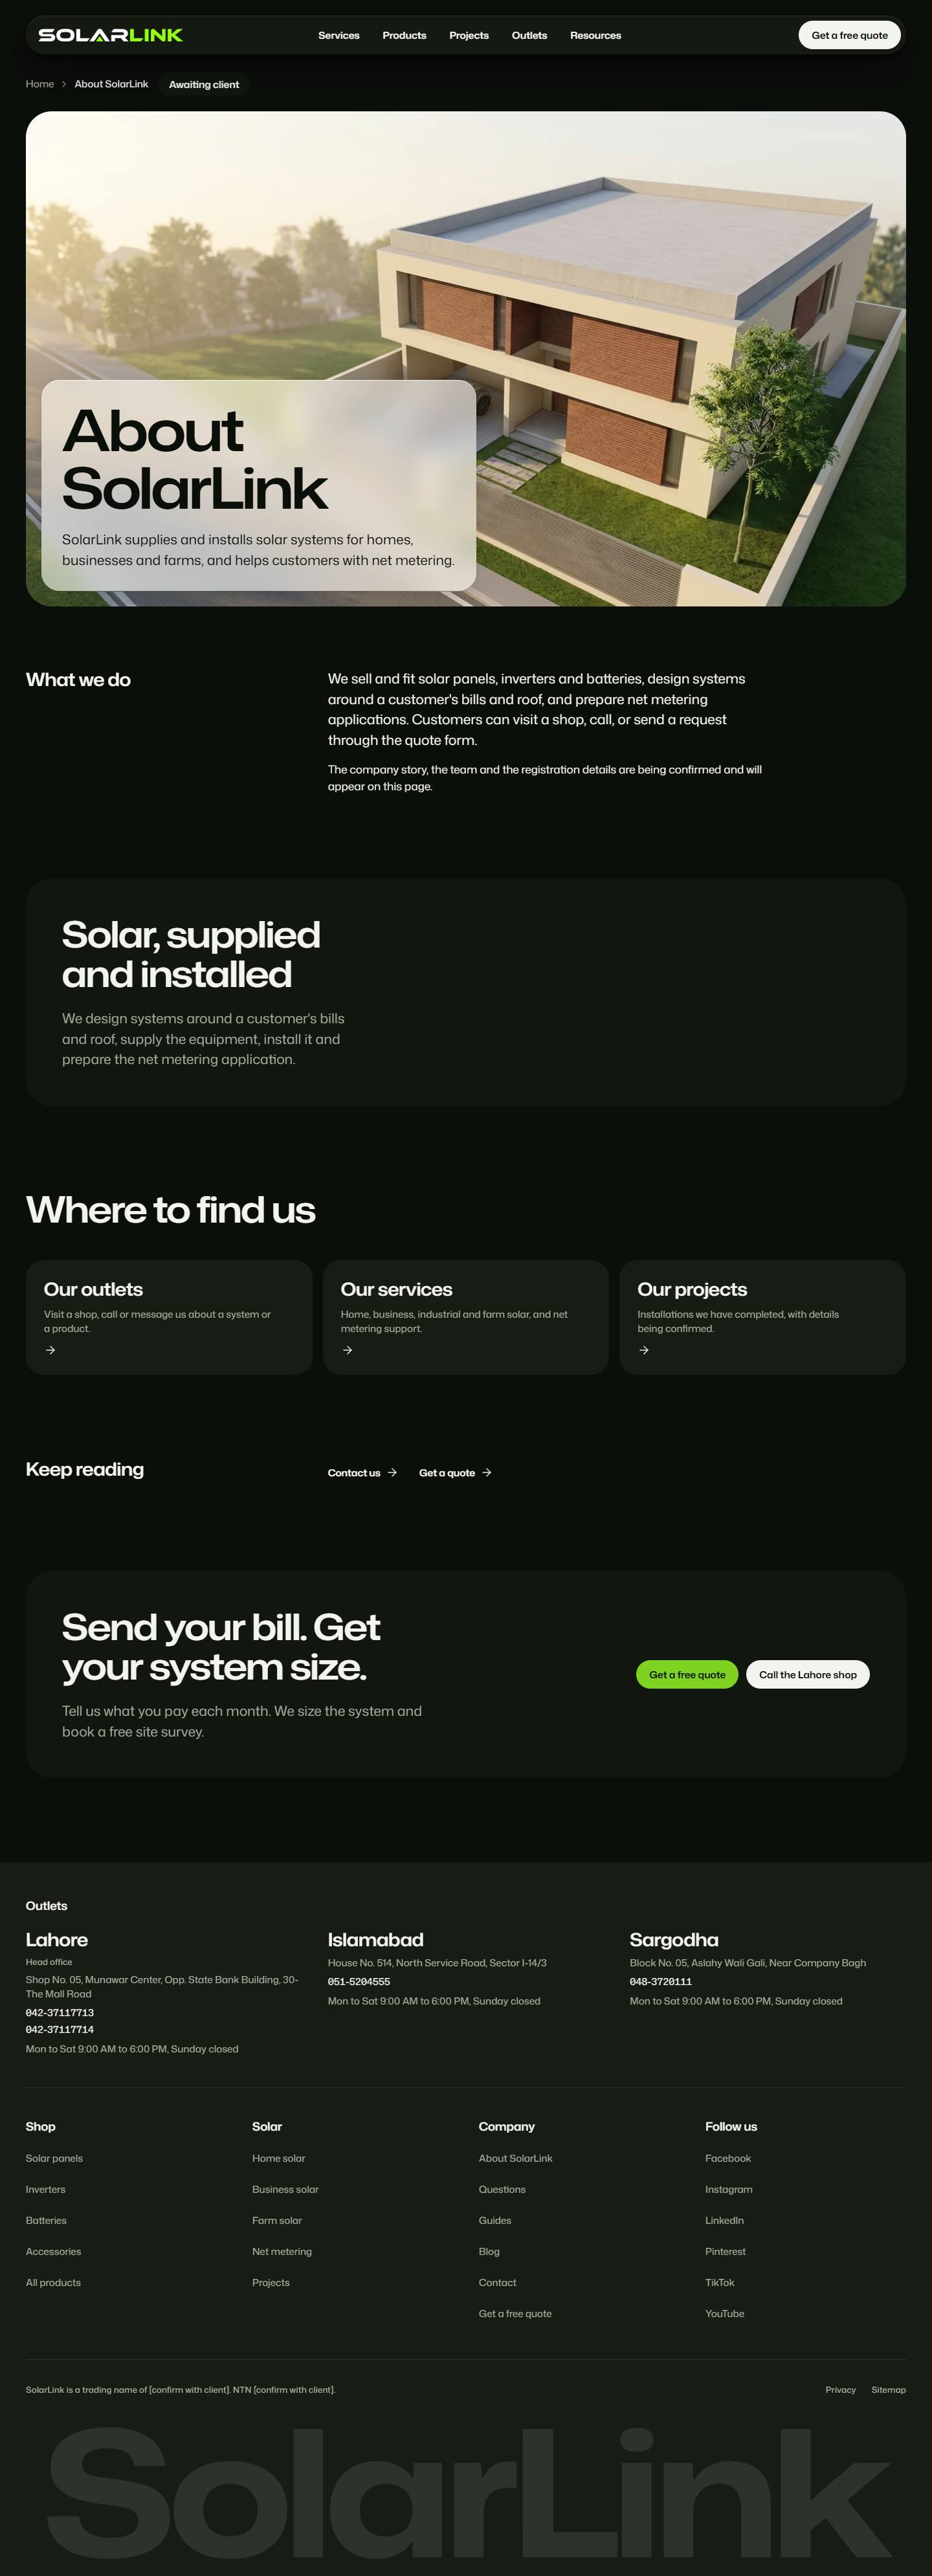 SOLARLINK
Services
Products
Projects
Outlets
Resources
Get a free quote
Home
About SolarLink
Awaiting client
About
SolarLink
SolarLink supplies and installs solar systems for homes,
businesses and farms, and helps customers with net metering.
What we do
We sell and fit solar panels, inverters and batteries, design systems
around a customer's bills and roof, and prepare net metering
applications. Customers can visit a shop, call, or send a request
through the quote form.
The company story, the team and the registration details are being confirmed and will
appear on this page.
Solar, supplied
and installed
We design systems around a customer's bills
and roof, supply the equipment, install it and
prepare the net metering application.
Where to find us
Our outlets
Visit a shop, call or message us about a system or
a product.
Our services
Home, business, industrial and farm solar, and net
metering support.
Our projects
Installations we have completed, with details
being confirmed.
Keep reading
Contact us
Get a quote
Send your bill. Get
your system size.
Tell us what you pay each month. We size the system and
book a free site survey.
Get a free quote
Call the Lahore shop
Outlets
Lahore
Head office
Shop No. 05, Munawar Center, Opp. State Bank Building, 30-
The Mall Road
042-37117713
042-37117714
Mon to Sat 9:00 AM to 6:00 PM, Sunday closed
Islamabad
House No. 514, North Service Road, Sector I-14/3
051-5204555
Mon to Sat 9:00 AM to 6:00 PM, Sunday closed
Sargodha
Block No. 05, Aslahy Wali Gali, Near Company Bagh
048-3720111
Mon to Sat 9:00 AM to 6:00 PM, Sunday closed
Shop
Solar panels
Inverters
Batteries
Accessories
All products
Solar
Home solar
Business solar
Farm solar
Net metering
Projects
Company
About SolarLink
Questions
Guides
Blog
Contact
Get a free quote
Follow us
Facebook
Instagram
LinkedIn
Pinterest
TikTok
YouTube
SolarLink is a trading name of [confirm with client]. NTN [confirm with client].
Privacy
Sitemap
SolarLink